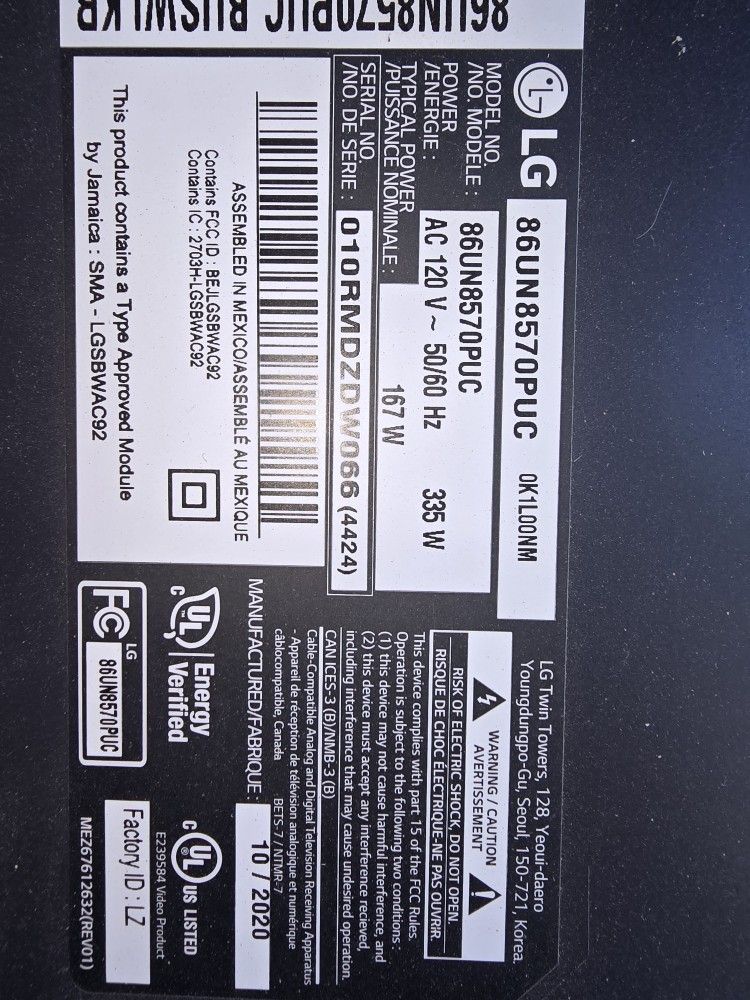 86UN8570PUC BUSWLKR
LG
86UN8570PUC 0K1L00NM
MODEL NO.
/NO. MODÈLE : 86UN8570PUC
POWER
/ÉNERGIE : AC 120 V ~ 50/60 Hz 335 W
TYPICAL POWER
/PUISSANCE NOMINALE : 167 W
SERIAL NO.
/NO. DE SERIE : 010RMDZDW066 (4424)
ASSEMBLED IN MEXICO/ASSEMBLÉ AU MEXIQUE
Contains FCC ID : BEJLGSBWAC92
Contains IC : 2703H-LGSBWAC92
This product contains a Type Approved Module
by Jamaica : SMA - LGSBWAC92
LG Twin Towers, 128, Yeoui-daero
Youngdungpo-Gu, Seoul, 150-721, Korea.
WARNING / CAUTION
AVERTISSEMENT
RISK OF ELECTRIC SHOCK, DO NOT OPEN.
RISQUE DE CHOC ÉLECTRIQUE-NE PAS OUVRIR.
This device complies with part 15 of the FCC Rules.
Operation is subject to the following two conditions :
(1) this device may not cause harmful interference, and
(2) this device must accept any interference recieved,
including interference that may cause undesired operation.
CAN ICES-3 (B)/NMB-3 (B)
Cable-Compatible Analog and Digital Television Receiving Apparatus
- Appareil de réception de télévision analogique et numérique
câblocompatible, Canada BETS-7 / NTMR-7
MANUFACTURED/FABRIQUÉ : 10 / 2020
c UL Energy
Verified
c UL ® US LISTED
E239584 Video Product
FC LG
86UN8570PUC
Factory ID : LZ
MEZ67612632(REV01)